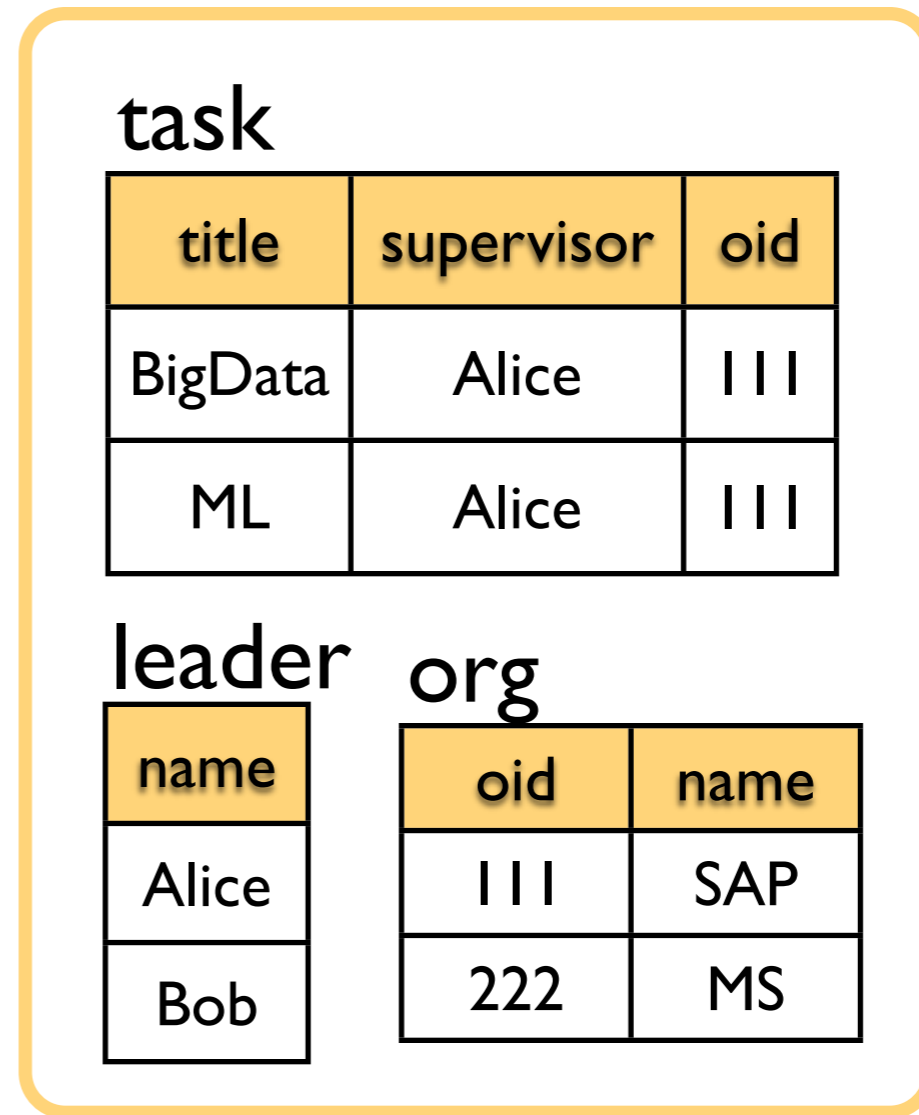 task
title supervisor oid
BigData Alice 111
ML Alice 111
leader
name
Alice
Bob
org
oid name
111 SAP
222 MS